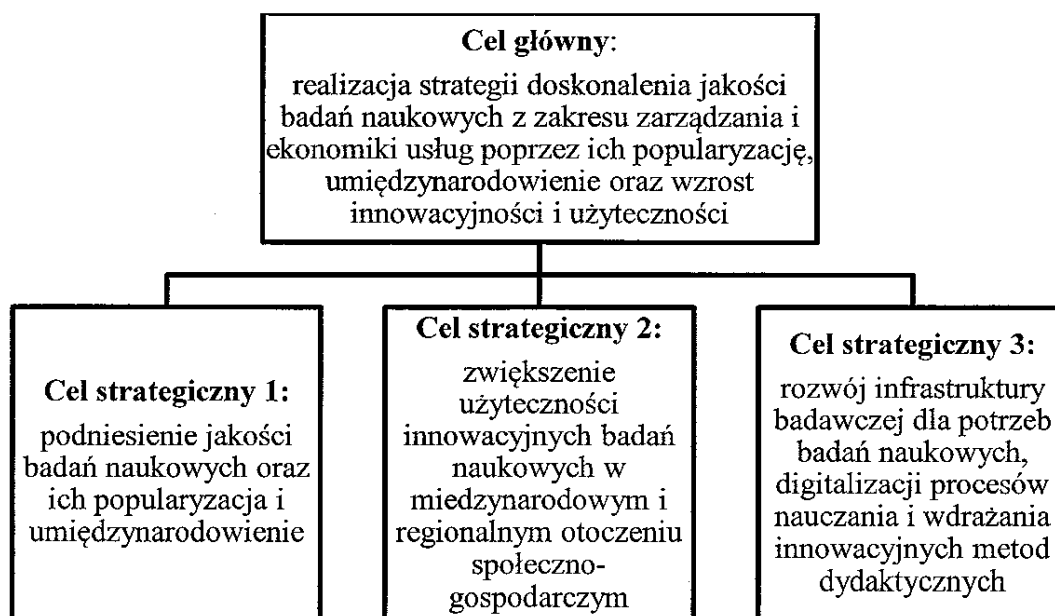 Cel główny:
realizacja strategii doskonalenia jakości
badań naukowych z zakresu zarządzania i
ekonomiki usług poprzez ich popularyzację,
umiędzynarodowienie oraz wzrost
innowacyjności i użyteczności
Cel strategiczny 1:
podniesienie jakości
badań naukowych oraz
ich popularyzacja i
umiędzynarodowienie
Cel strategiczny 2:
zwiększenie
użyteczności
innowacyjnych badań
naukowych w
miedzynarodowym i
regionalnym otoczeniu
społeczno-
gospodarczym
Cel strategiczny 3:
rozwój infrastruktury
badawczej dla potrzeb
badań naukowych,
digitalizacji procesów
nauczania i wdrażania
innowacyjnych metod
dydaktycznych